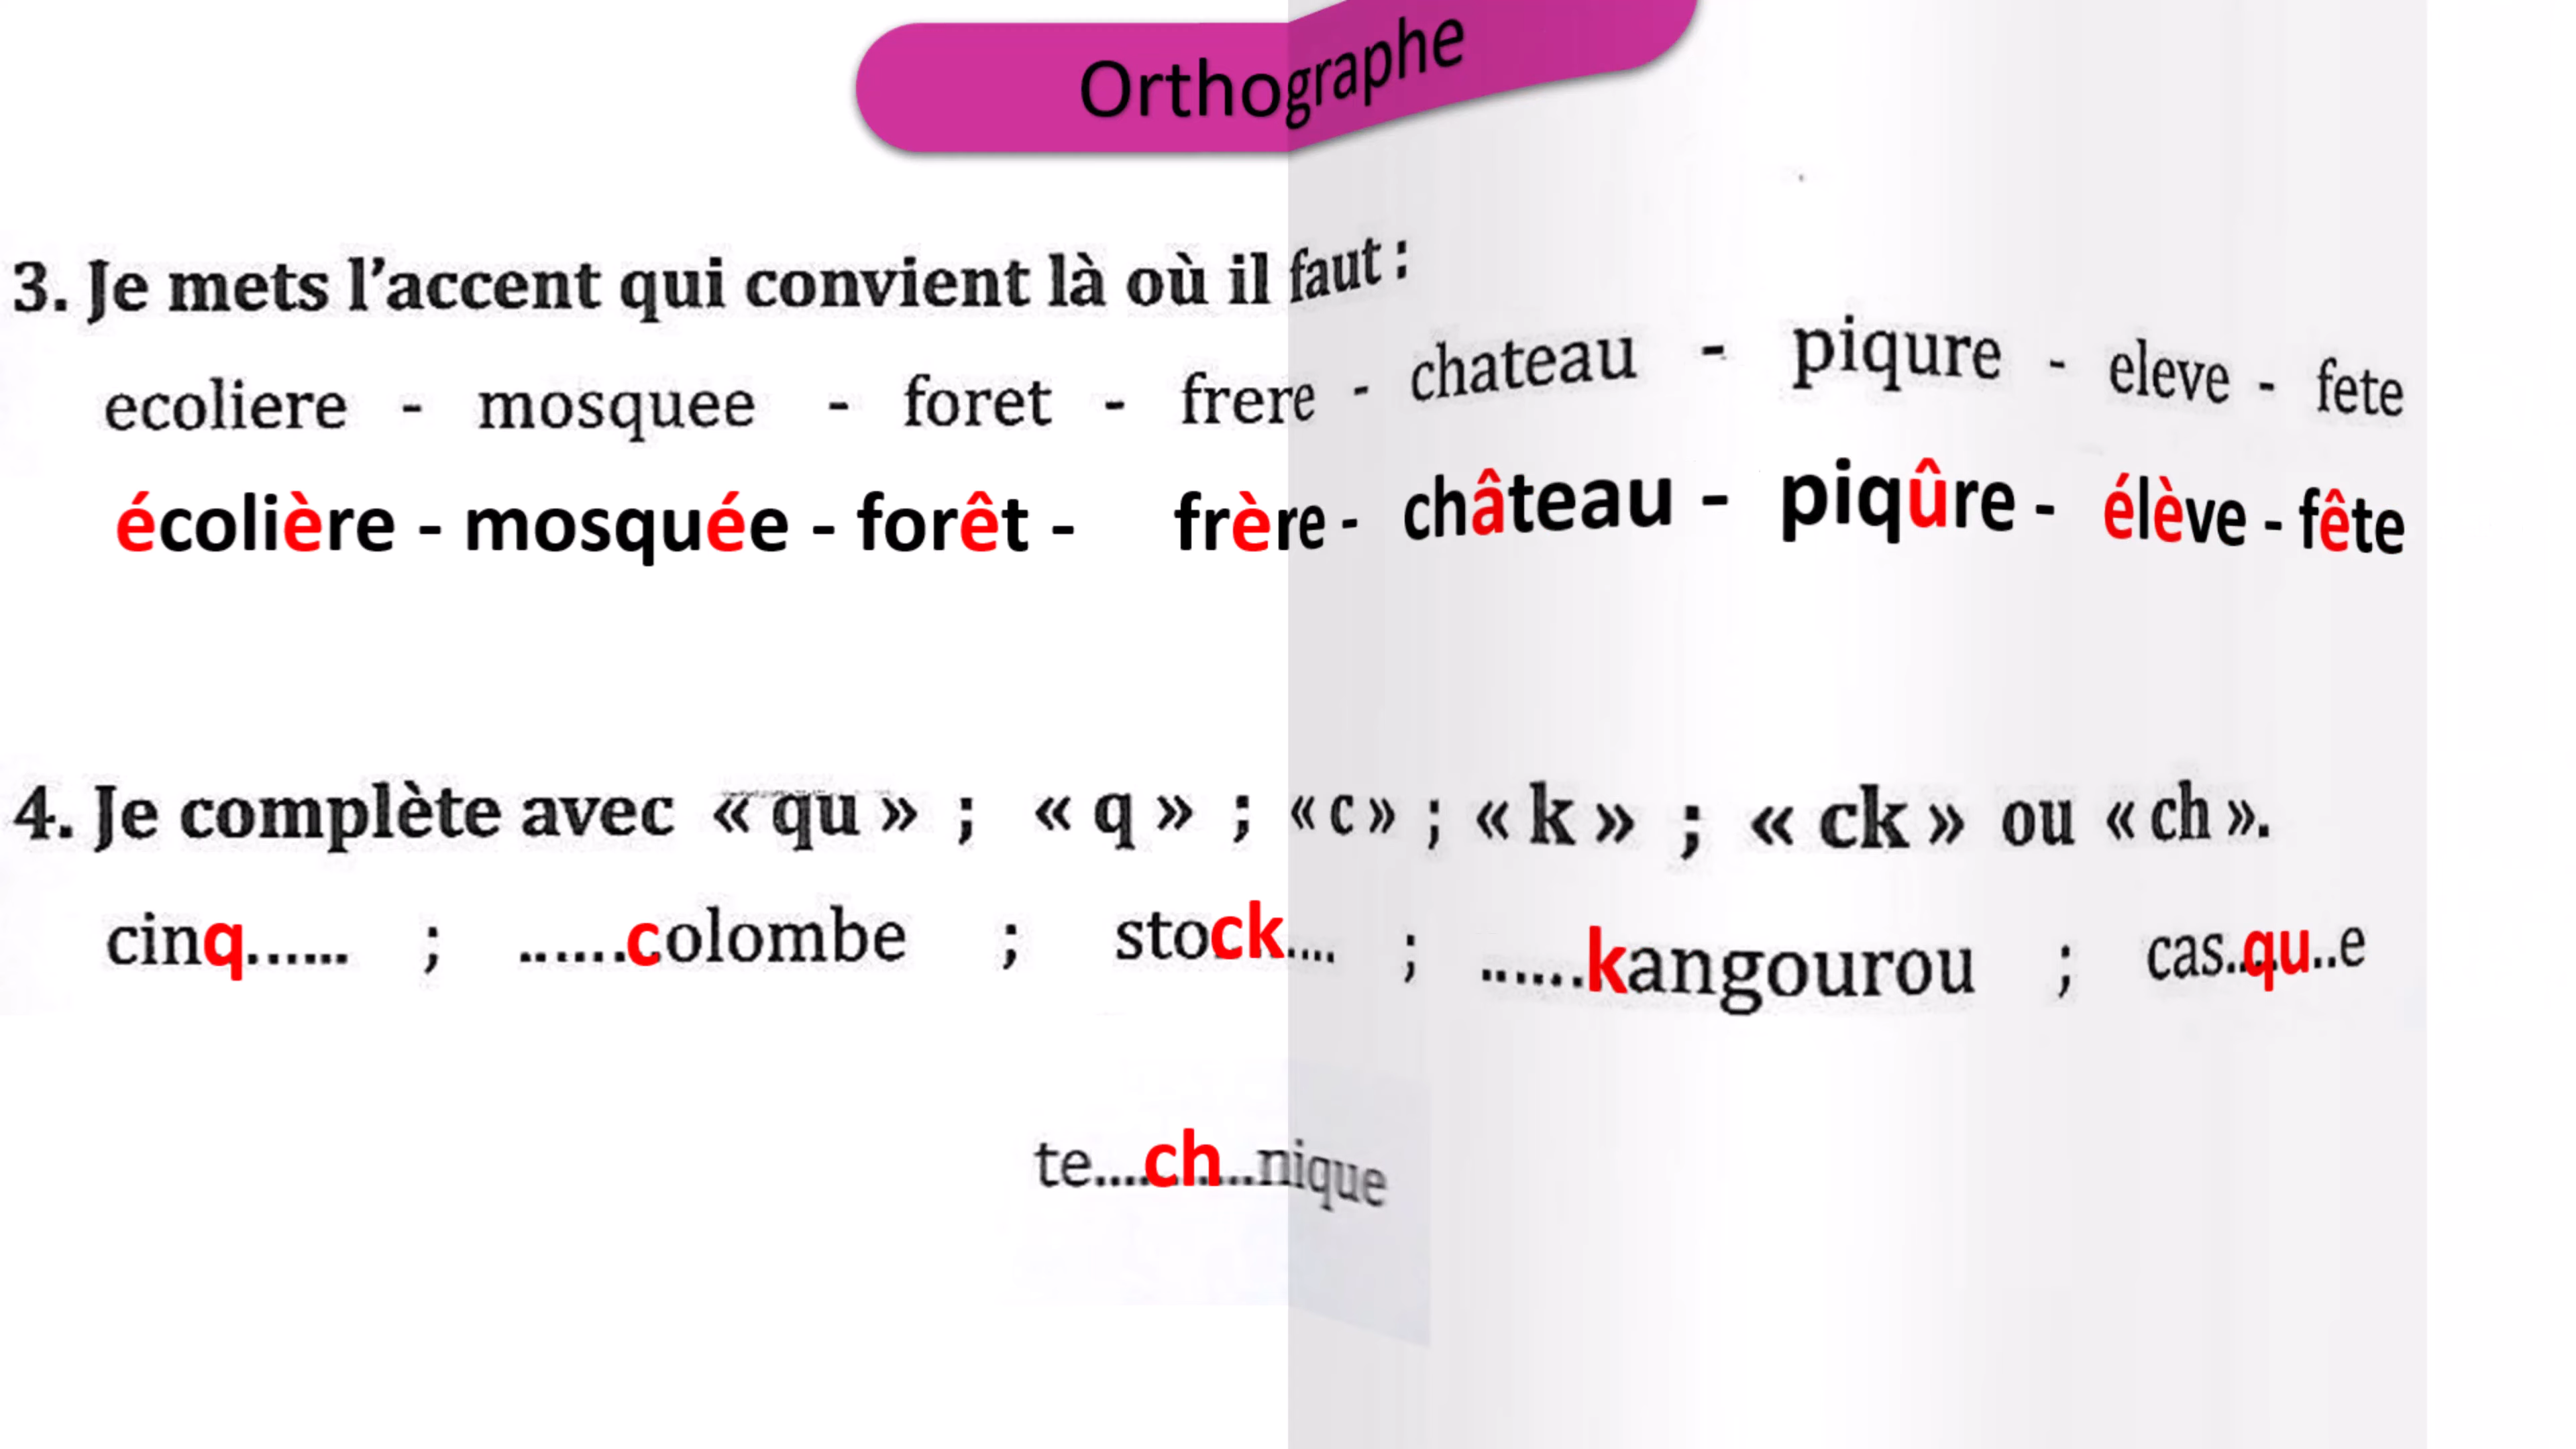 Orthographe
3. Je mets l’accent qui convient là où il faut :
ecoliere - mosquee - foret - frere - chateau - piqure - eleve - fete
écolière - mosquée - forêt - frère - château - piqûre - élève - fête
4. Je complète avec « qu » ; « q » ; « c » ; « k » ; « ck » ou « ch ».
cinq...... ; ......colombe ; stock.... ; ......kangourou ; cas..qu..e
te....ch...nique